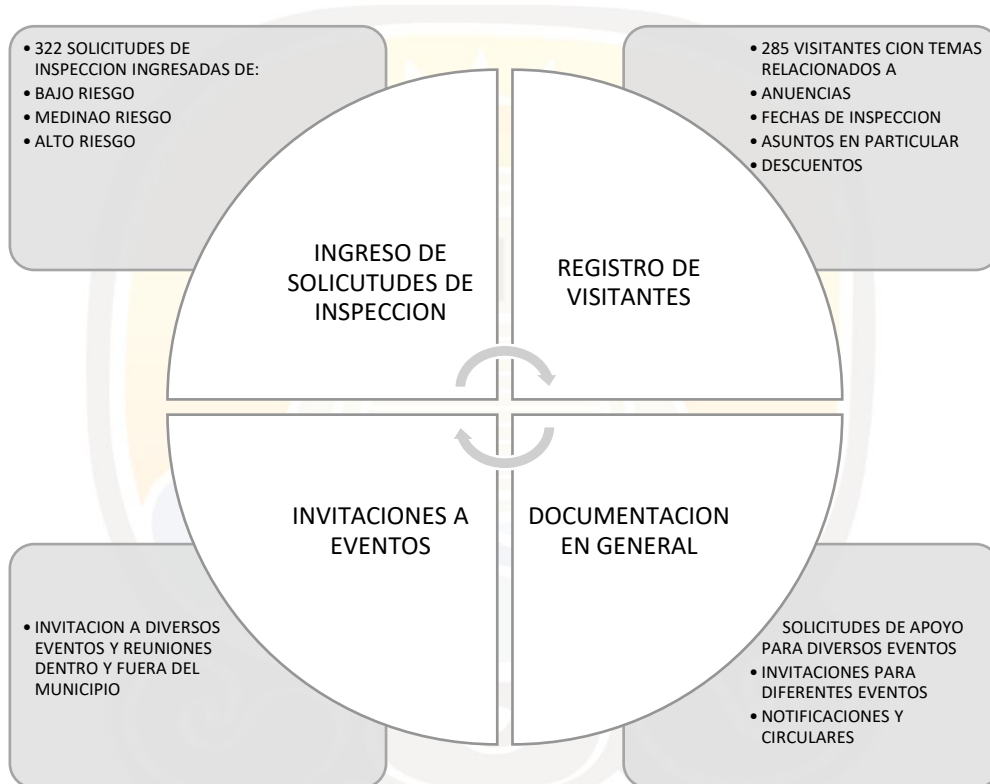 • 322 SOLICITUDES DE
INSPECCION INGRESADAS DE:
• BAJO RIESGO
• MEDINAO RIESGO
• ALTO RIESGO
• 285 VISITANTES CION TEMAS
RELACIONADOS A
• ANUENCIAS
• FECHAS DE INSPECCION
• ASUNTOS EN PARTICULAR
• DESCUENTOS
INGRESO DE
SOLICUTUDES DE
INSPECCION
REGISTRO DE
VISITANTES
INVITACIONES A
EVENTOS
DOCUMENTACION
EN GENERAL
• INVITACION A DIVERSOS
EVENTOS Y REUNIONES
DENTRO Y FUERA DEL
MUNICIPIO
SOLICITUDES DE APOYO
PARA DIVERSOS EVENTOS
• INVITACIONES PARA
DIFERENTES EVENTOS
• NOTIFICACIONES Y
CIRCULARES